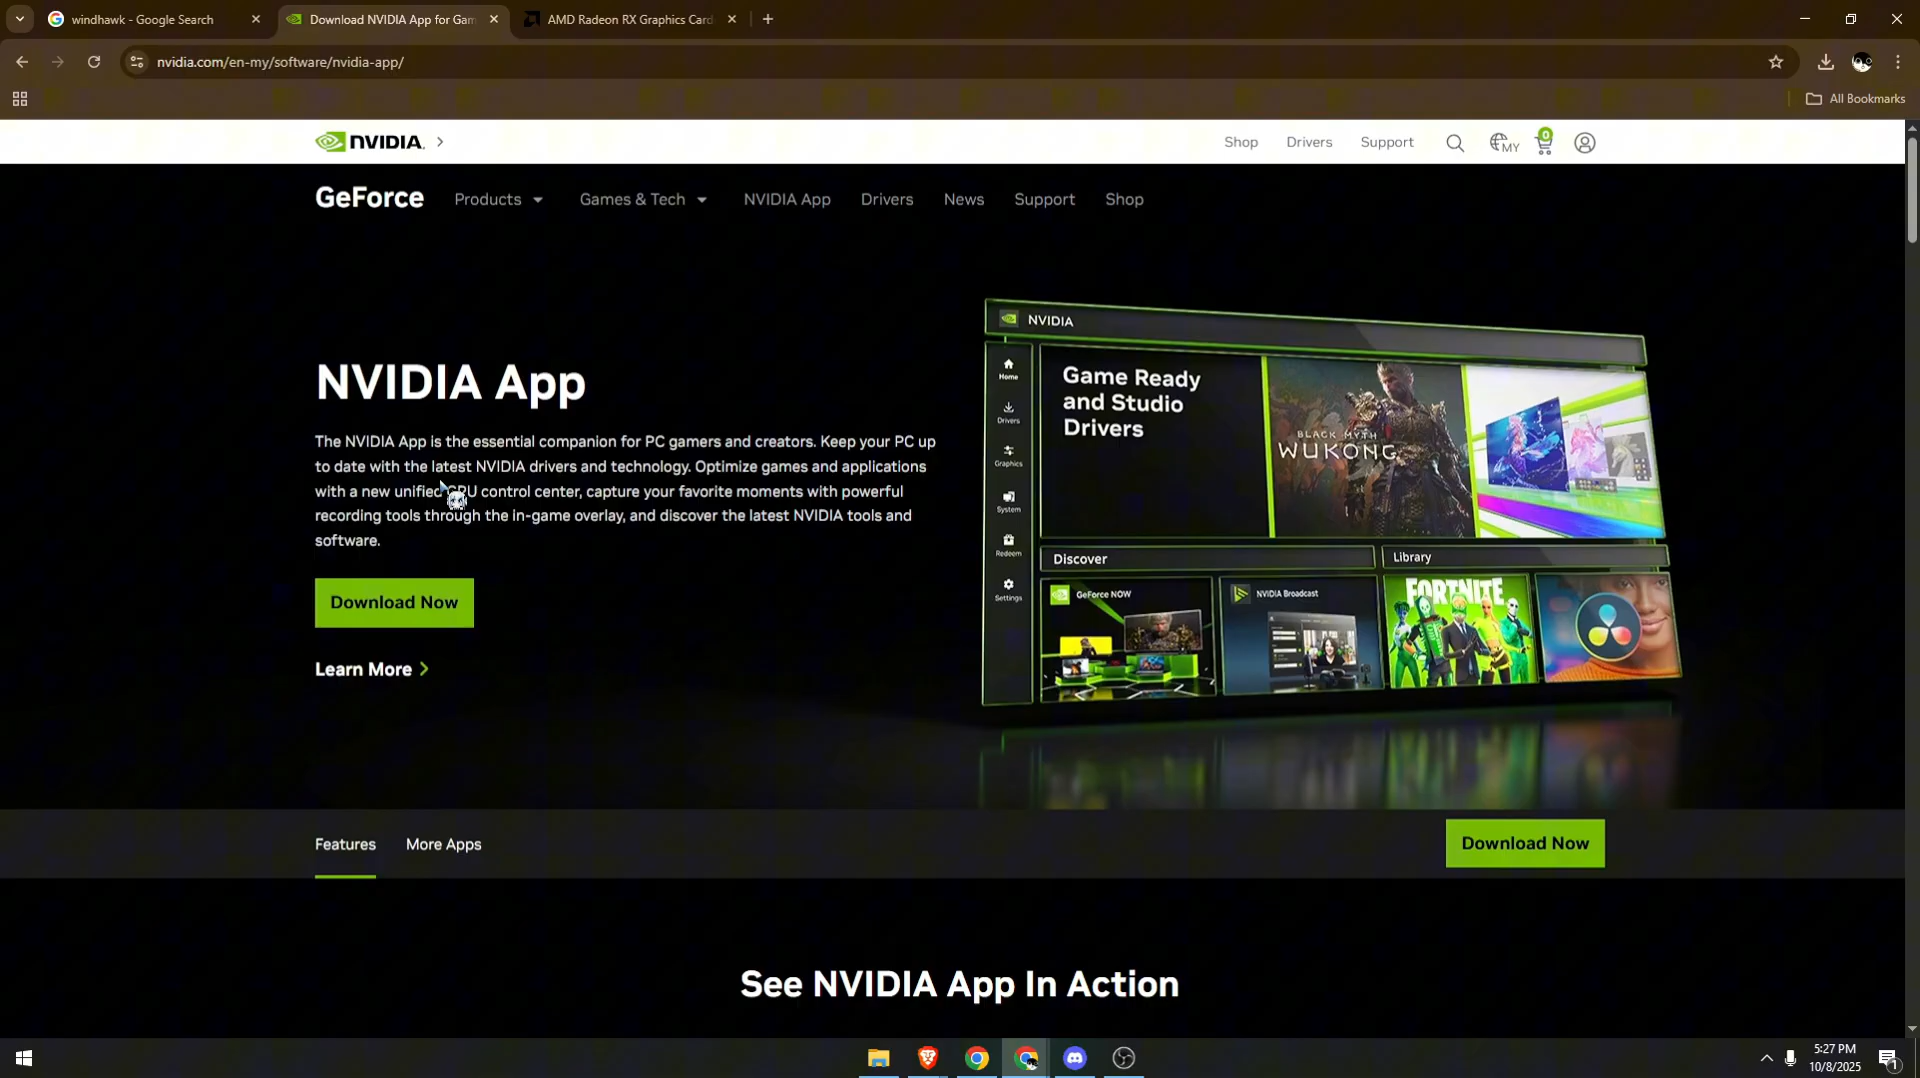 windhawk - Google Search
Download NVIDIA App for Gam
AMD Radeon RX Graphics Card
nvidia.com/en-my/software/nvidia-app/
All Bookmarks
NVIDIA.
Shop
Drivers
Support
MY
0
GeForce
Products
Games & Tech
NVIDIA App
Drivers
News
Support
Shop
NVIDIA App
The NVIDIA App is the essential companion for PC gamers and creators. Keep your PC up
to date with the latest NVIDIA drivers and technology. Optimize games and applications
with a new unified GPU control center, capture your favorite moments with powerful
recording tools through the in-game overlay, and discover the latest NVIDIA tools and
software.
Download Now
Learn More
NVIDIA
Home
Drivers
Graphics
System
Redeem
Settings
Game Ready
and Studio
Drivers
BLACK MYTH
WUKONG
Discover
Library
GeForce NOW
NVIDIA Broadcast
FORTNITE
Features
More Apps
Download Now
See NVIDIA App In Action
5:27 PM
10/8/2025
1